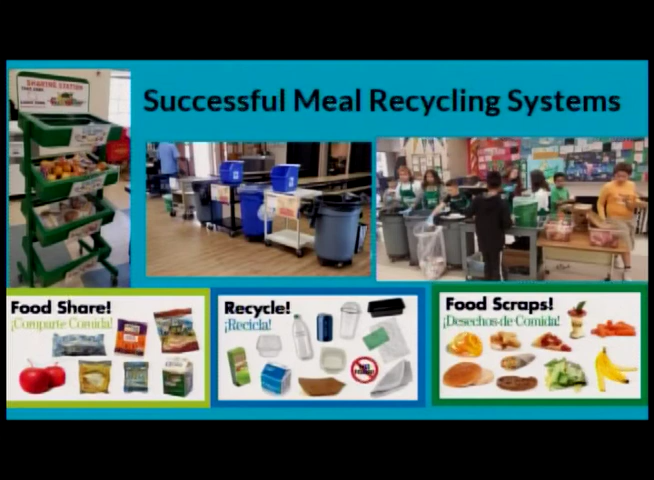 SHARING STATION
Successful Meal Recycling Systems
Food Share!
¡Comparte Comida!
Recycle!
¡Recicla!
Food Scraps!
¡Desechos de Comida!